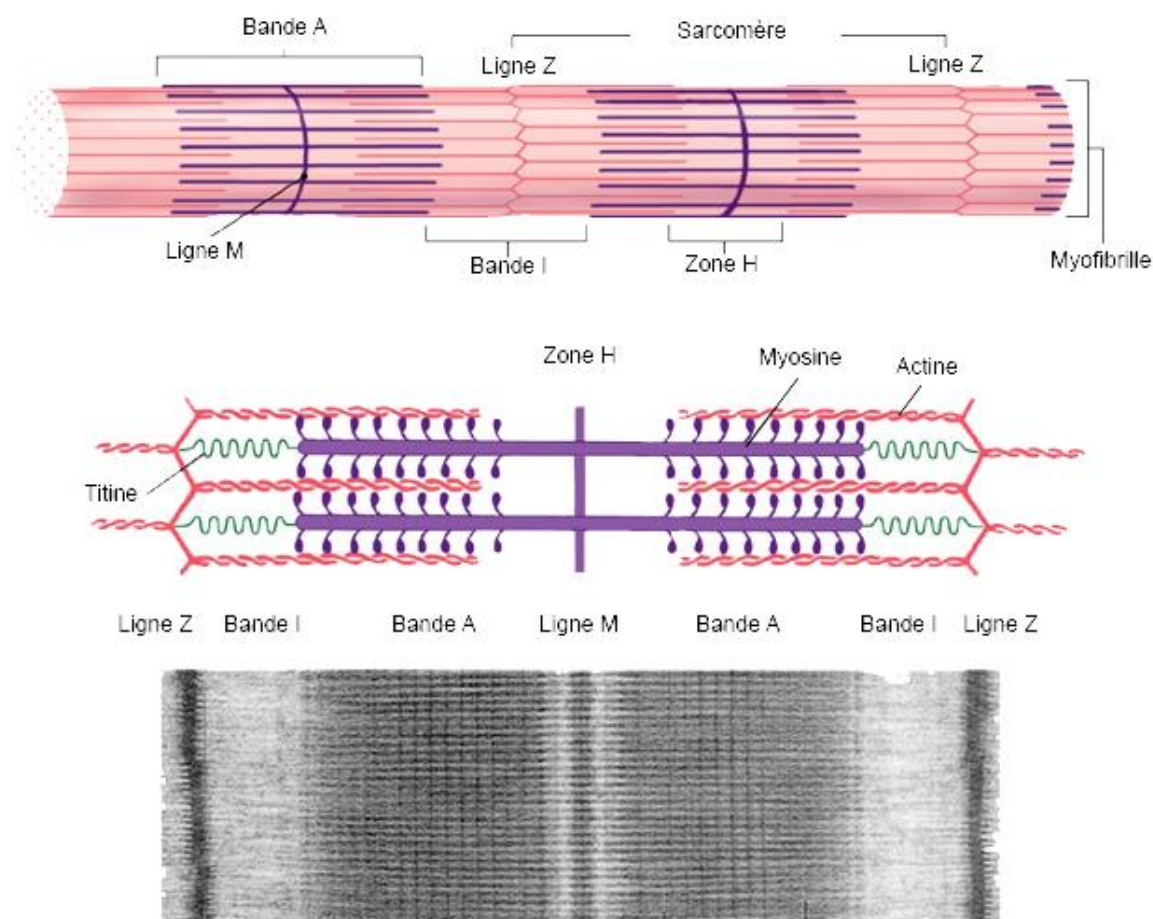 Bande A
Sarcomère
Ligne Z
Ligne Z
Ligne M
Bande I
Zone H
Myofibrille
Zone H
Myosine
Actine
Titine
Ligne Z
Bande I
Bande A
Ligne M
Bande A
Bande I
Ligne Z